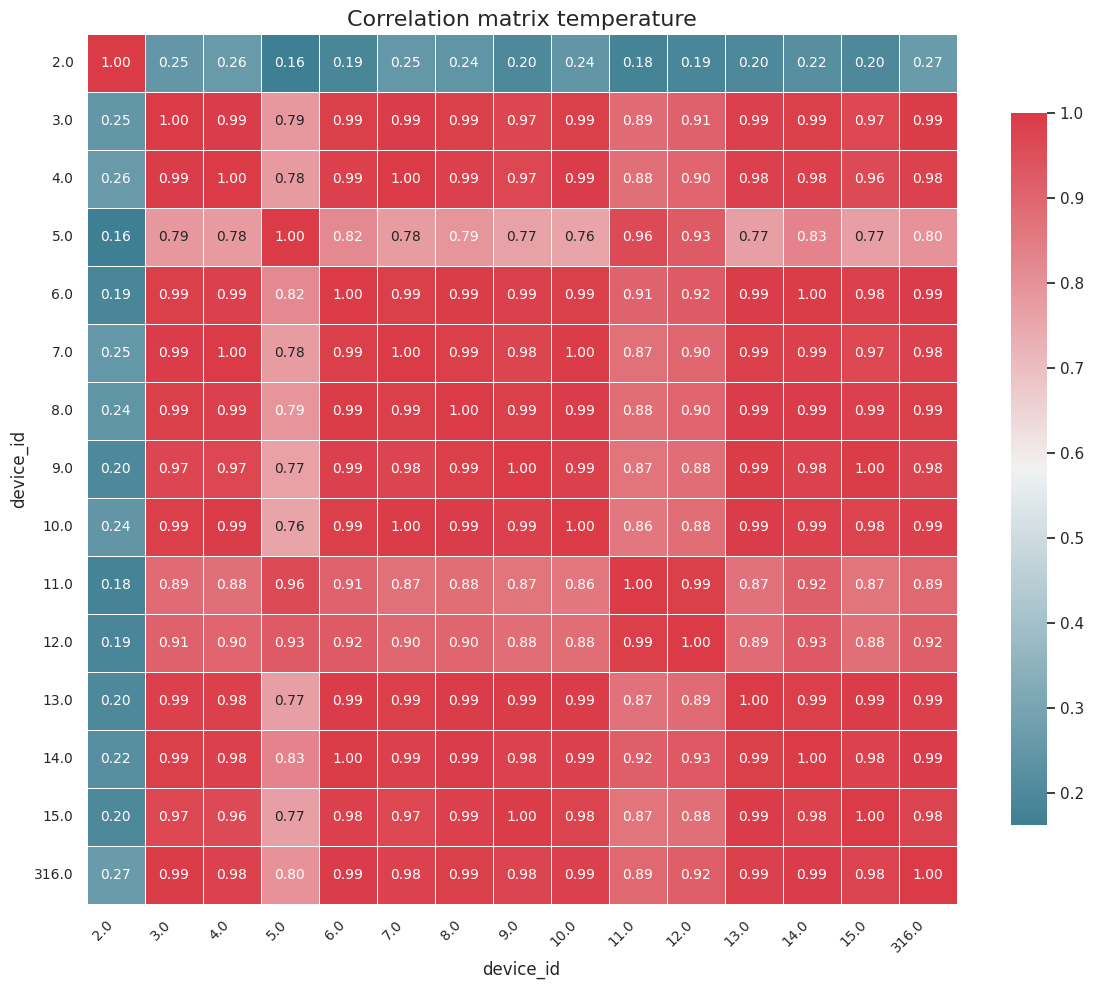 Correlation matrix temperature
2.0 1.00 0.25 0.26 0.16 0.19 0.25 0.24 0.20 0.24 0.18 0.19 0.20 0.22 0.20 0.27
3.0 0.25 1.00 0.99 0.79 0.99 0.99 0.99 0.97 0.99 0.89 0.91 0.99 0.99 0.97 0.99
4.0 0.26 0.99 1.00 0.78 0.99 1.00 0.99 0.97 0.99 0.88 0.90 0.98 0.98 0.96 0.98
5.0 0.16 0.79 0.78 1.00 0.82 0.78 0.79 0.77 0.76 0.96 0.93 0.77 0.83 0.77 0.80
6.0 0.19 0.99 0.99 0.82 1.00 0.99 0.99 0.99 0.99 0.91 0.92 0.99 1.00 0.98 0.99
7.0 0.25 0.99 1.00 0.78 0.99 1.00 0.99 0.98 1.00 0.87 0.90 0.99 0.99 0.97 0.98
8.0 0.24 0.99 0.99 0.79 0.99 0.99 1.00 0.99 0.99 0.88 0.90 0.99 0.99 0.99 0.99
9.0 0.20 0.97 0.97 0.77 0.99 0.98 0.99 1.00 0.99 0.87 0.88 0.99 0.98 1.00 0.98
10.0 0.24 0.99 0.99 0.76 0.99 1.00 0.99 0.99 1.00 0.86 0.88 0.99 0.99 0.98 0.99
11.0 0.18 0.89 0.88 0.96 0.91 0.87 0.88 0.87 0.86 1.00 0.99 0.87 0.92 0.87 0.89
12.0 0.19 0.91 0.90 0.93 0.92 0.90 0.90 0.88 0.88 0.99 1.00 0.89 0.93 0.88 0.92
13.0 0.20 0.99 0.98 0.77 0.99 0.99 0.99 0.99 0.99 0.87 0.89 1.00 0.99 0.99 0.99
14.0 0.22 0.99 0.98 0.83 1.00 0.99 0.99 0.98 0.99 0.92 0.93 0.99 1.00 0.98 0.99
15.0 0.20 0.97 0.96 0.77 0.98 0.97 0.99 1.00 0.98 0.87 0.88 0.99 0.98 1.00 0.98
316.0 0.27 0.99 0.98 0.80 0.99 0.98 0.99 0.98 0.99 0.89 0.92 0.99 0.99 0.98 1.00
2.0 3.0 4.0 5.0 6.0 7.0 8.0 9.0 10.0 11.0 12.0 13.0 14.0 15.0 316.0
device_id
device_id
1.0
0.9
0.8
0.7
0.6
0.5
0.4
0.3
0.2